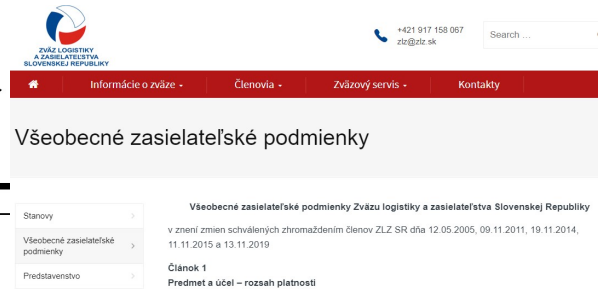 ZVÄZ LOGISTIKY
A ZASIELATEĽSTVA
SLOVENSKEJ REPUBLIKY
+421 917 158 067
zlz@zlz.sk
Search ...
Informácie o zväze
Členovia
Zväzový servis
Kontakty
Všeobecné zasielateľské podmienky
Stanovy
Všeobecné zasielateľské
podmienky
Predstavenstvo
Všeobecné zasielateľské podmienky Zväzu logistiky a zasielateľstva Slovenskej Republiky
v znení zmien schválených zhromaždením členov ZLZ SR dňa 12.05.2005, 09.11.2011, 19.11.2014,
11.11.2015 a 13.11.2019
Článok 1
Predmet a účel – rozsah platnosti